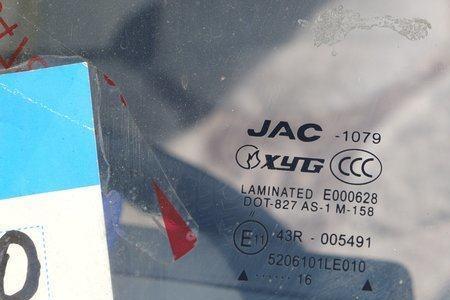 JAC -1079
XYG CCC
LAMINATED E000628
DOT-827 AS-1 M-158
E11 43R - 005491
5206101LE010
▲ ······ 16 ▲